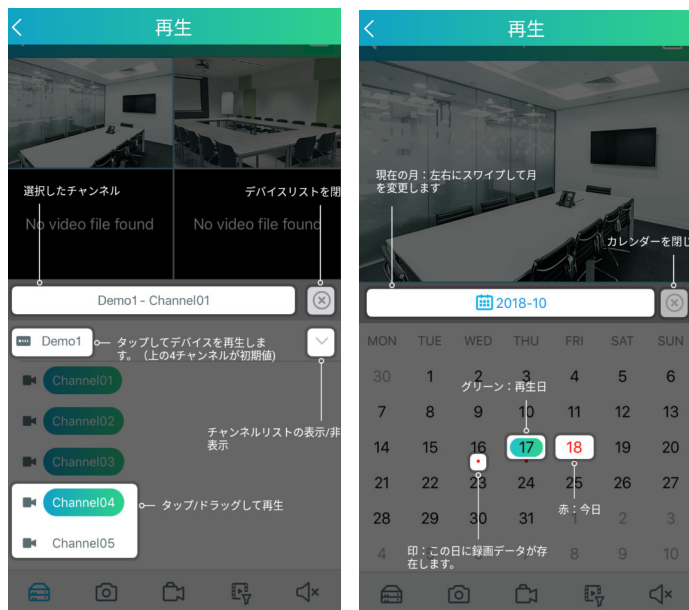 再生
選択したチャンネル
デバイスリストを閉
No video file found
No video file found
Demo1 - Channel01
Demo1
タップしてデバイスを再生しま
す。（上の4チャンネルが初期値)
Channel01
Channel02
チャンネルリストの表示/非
表示
Channel03
Channel04
タップ/ドラッグして再生
Channel05
再生
現在の月：左右にスワイプして月
を変更します
カレンダーを閉じ
2018-10
MON TUE WED THU FRI SAT SUN
30 1 2 3 4 5 6
グリーン：再生日
7 8 9 10 11 12 13
14 15 16 17 18 19 20
21 22 23 24 25 26 27
赤：今日
28 29 30 31 1 2 3
印：この日に録画データが存
在します。
4 8 9 10